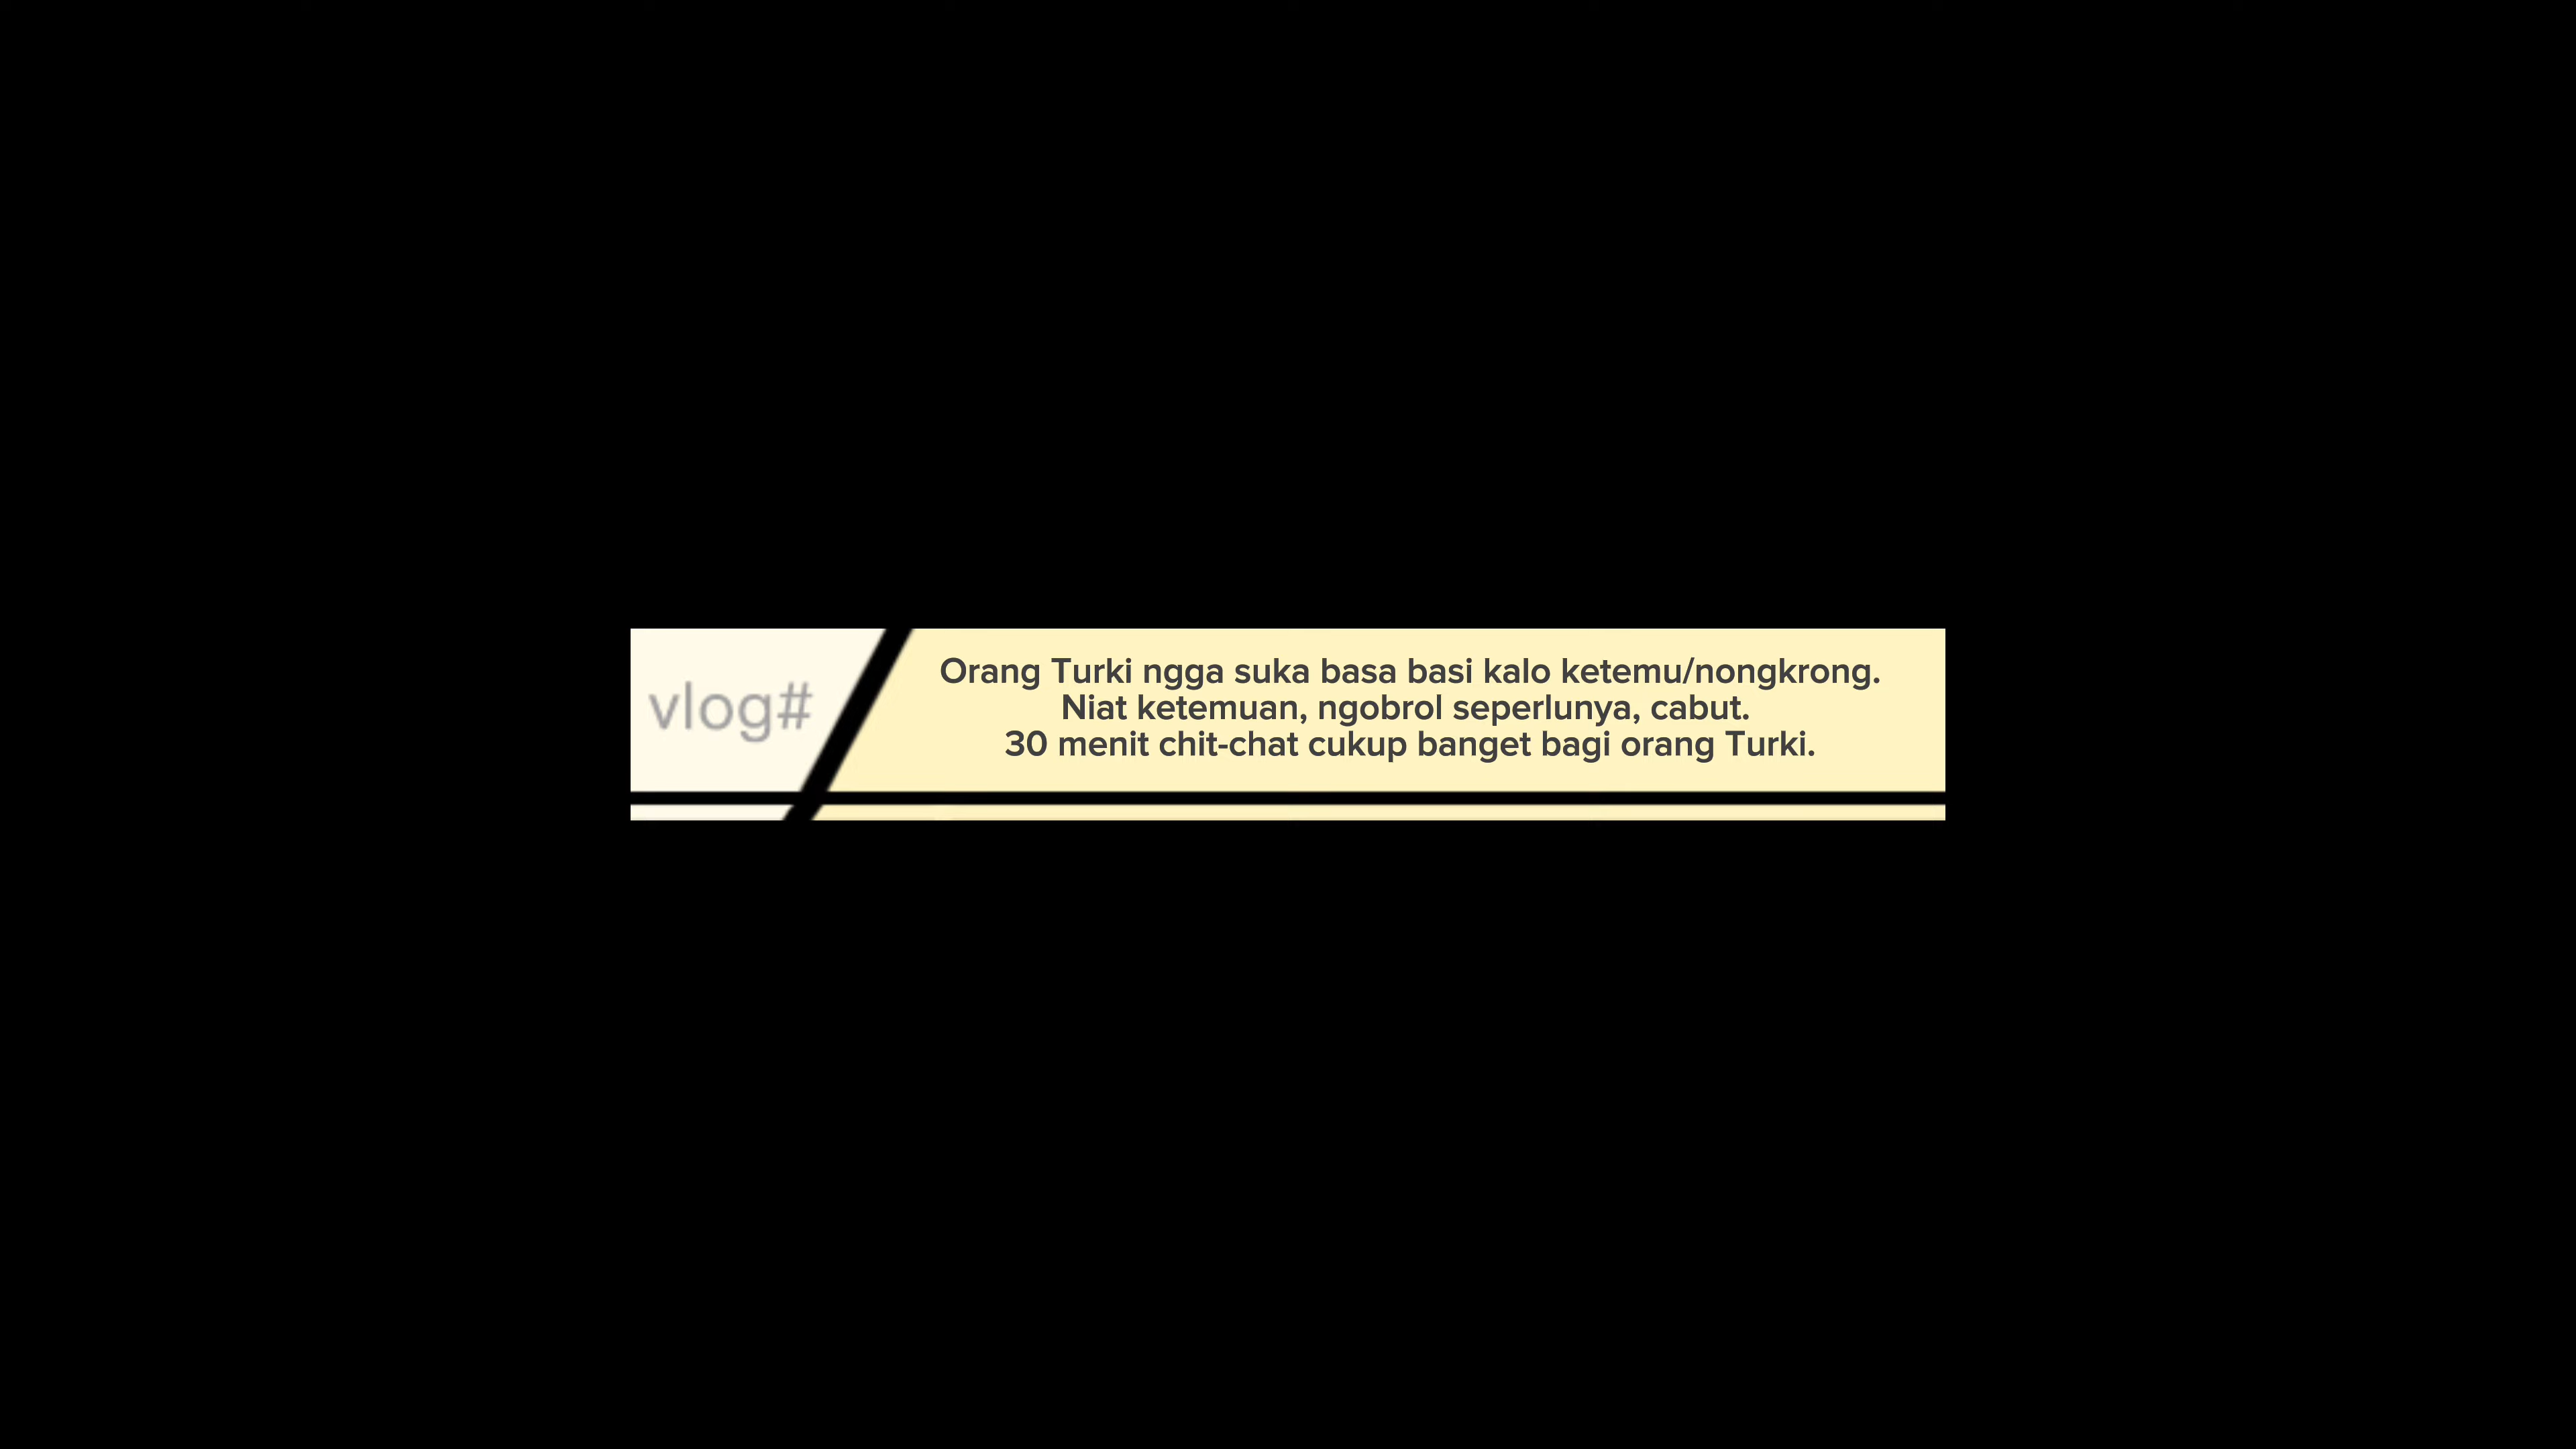 vlog#
Orang Turki ngga suka basa basi kalo ketemu/nongkrong.
Niat ketemuan, ngobrol seperlunya, cabut.
30 menit chit-chat cukup banget bagi orang Turki.